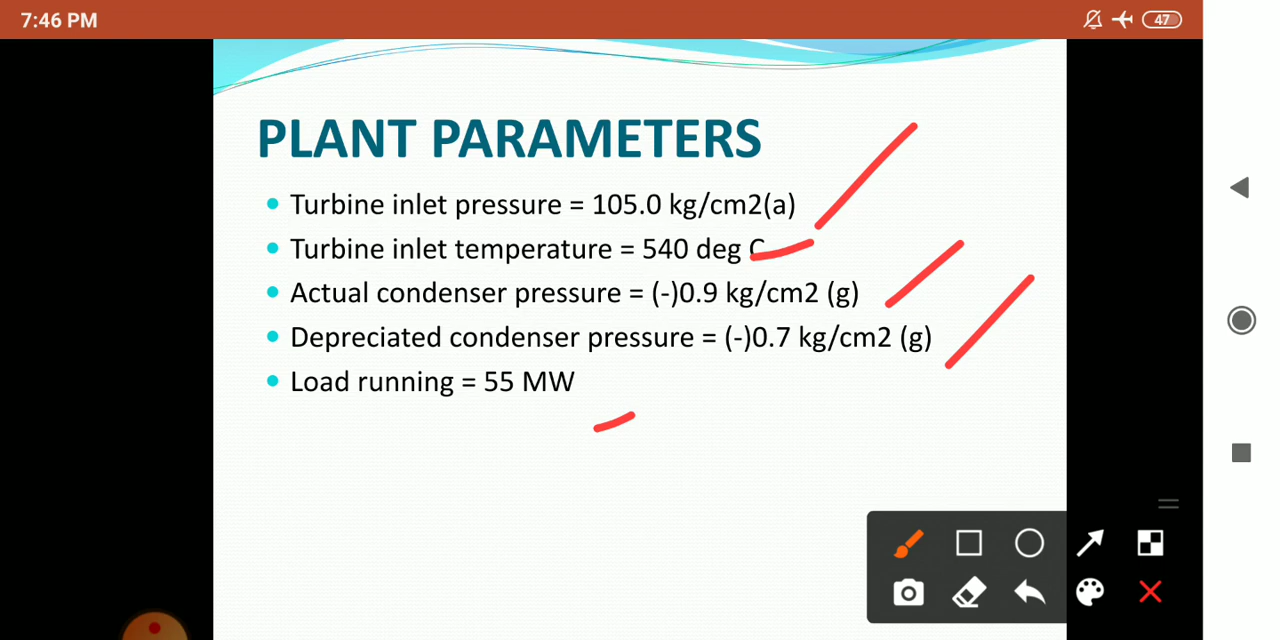 7:46 PM
47
PLANT PARAMETERS
Turbine inlet pressure = 105.0 kg/cm2(a)
Turbine inlet temperature = 540 deg C
Actual condenser pressure = (-)0.9 kg/cm2 (g)
Depreciated condenser pressure = (-)0.7 kg/cm2 (g)
Load running = 55 MW